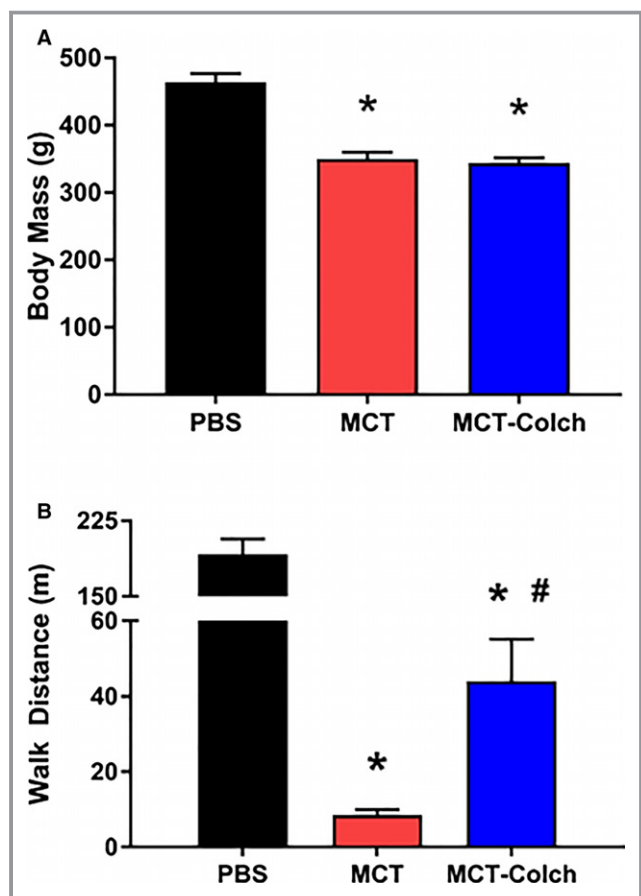 A
Body Mass (g)
500
400
300
200
100
0
*
*
PBS MCT MCT-Colch
B
Walk Distance (m)
225
150
60
40
20
0
*
* #
PBS MCT MCT-Colch